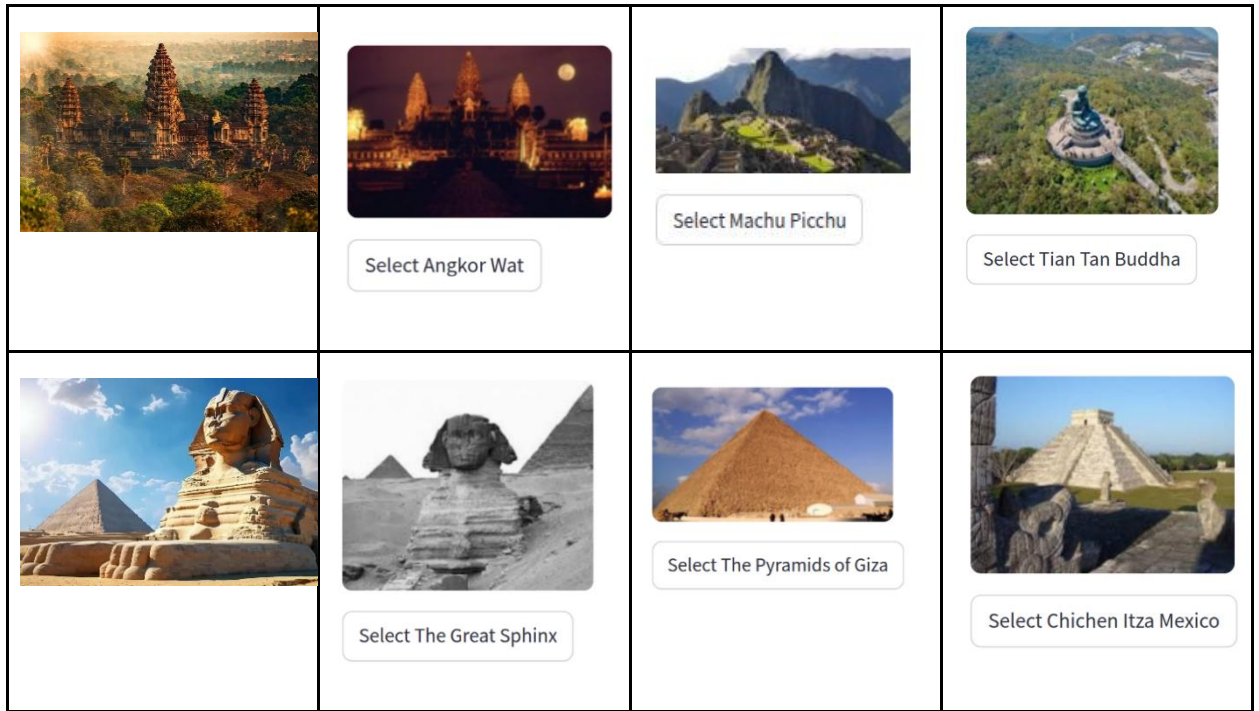 Select Angkor Wat
Select Machu Picchu
Select Tian Tan Buddha
Select The Great Sphinx
Select The Pyramids of Giza
Select Chichen Itza Mexico